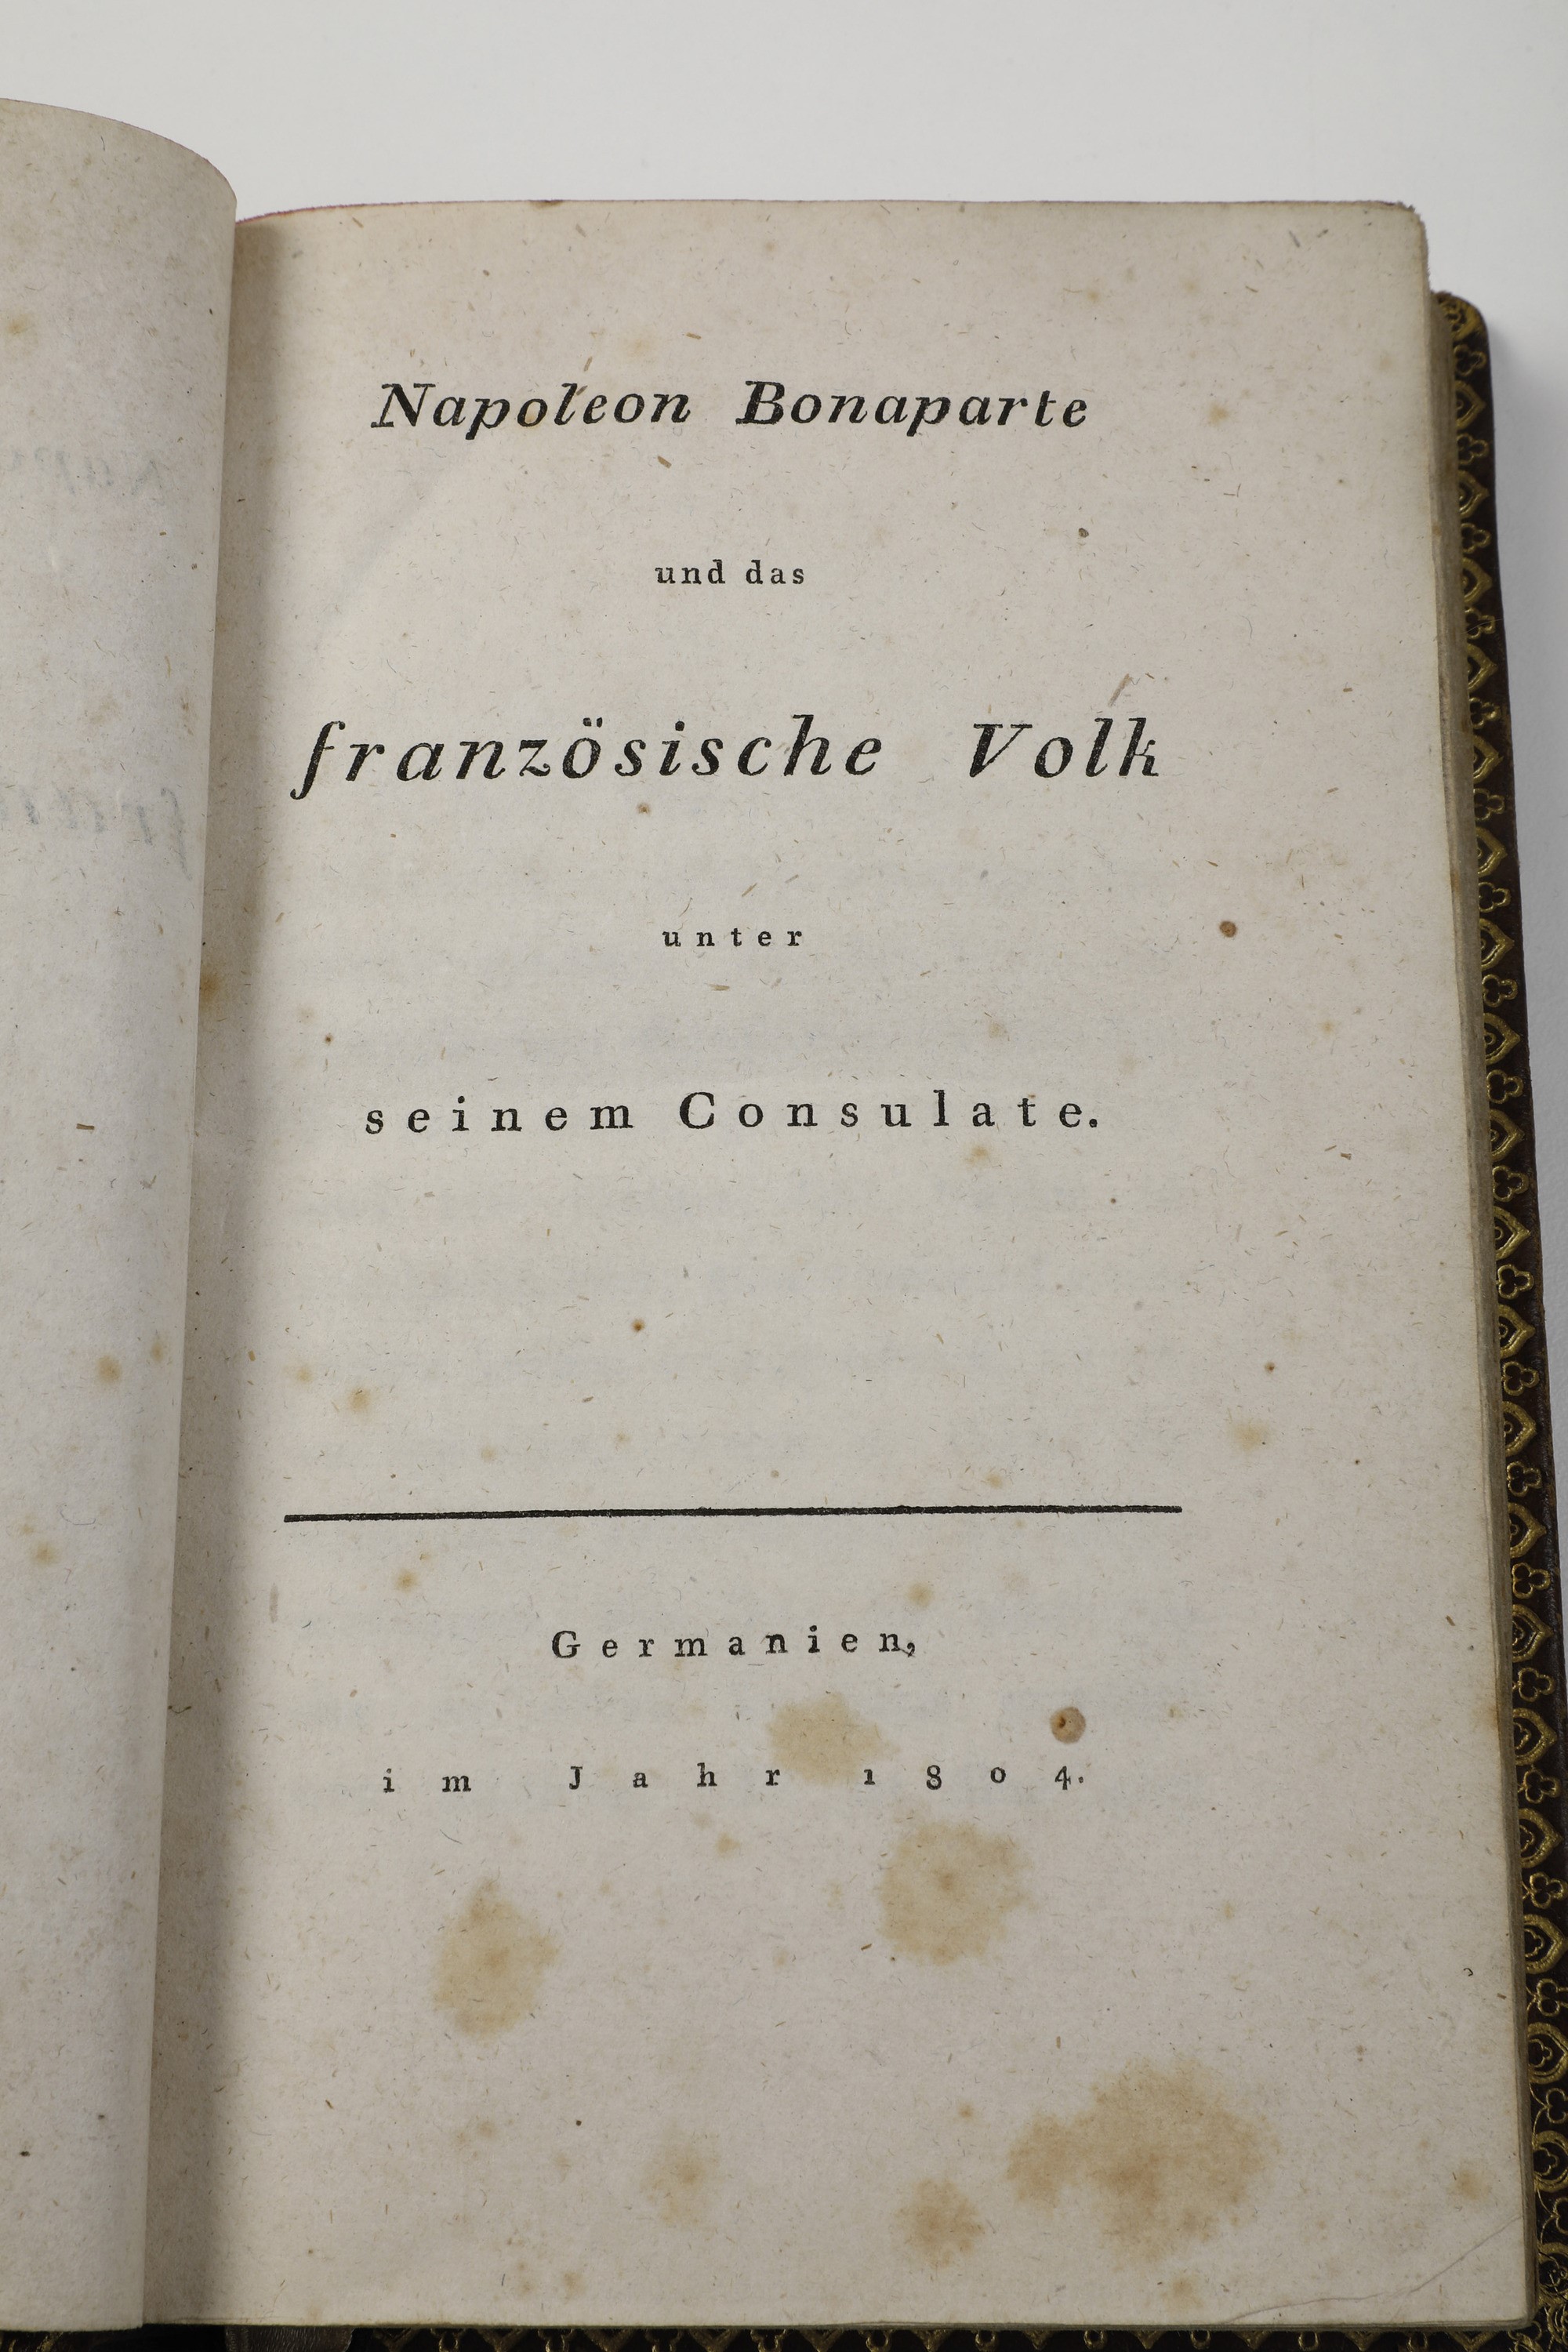 Napoleon Bonaparte
und das
französische Volk
unter
seinem Consulate.
Germanien,
im Jahr 1804.